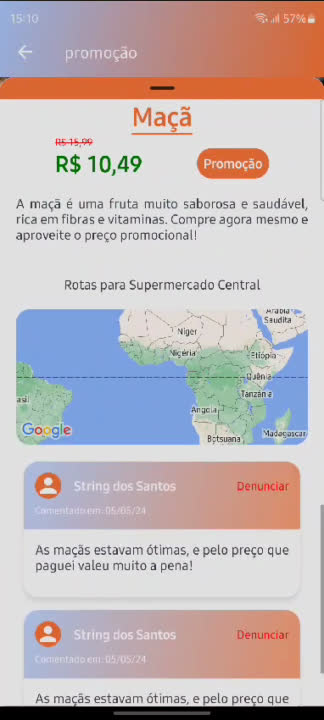 15:10
57%
promoção
Maçã
R$ 15,99
R$ 10,49
Promoção
A maçã é uma fruta muito saborosa e saudável,
rica em fibras e vitaminas. Compre agora mesmo e
aproveite o preço promocional!
Rotas para Supermercado Central
Arábia
Saudita
Níger
Nigéria
Etiópia
Quênia
asil
Tanzânia
Angola
Google
Botsuana
Madagascar
String dos Santos
Denunciar
Comentado em: 05/05/24
As maçãs estavam ótimas, e pelo preço que
paguei valeu muito a pena!
String dos Santos
Denunciar
Comentado em: 05/05/24
As maçãs estavam ótimas, e pelo preço que